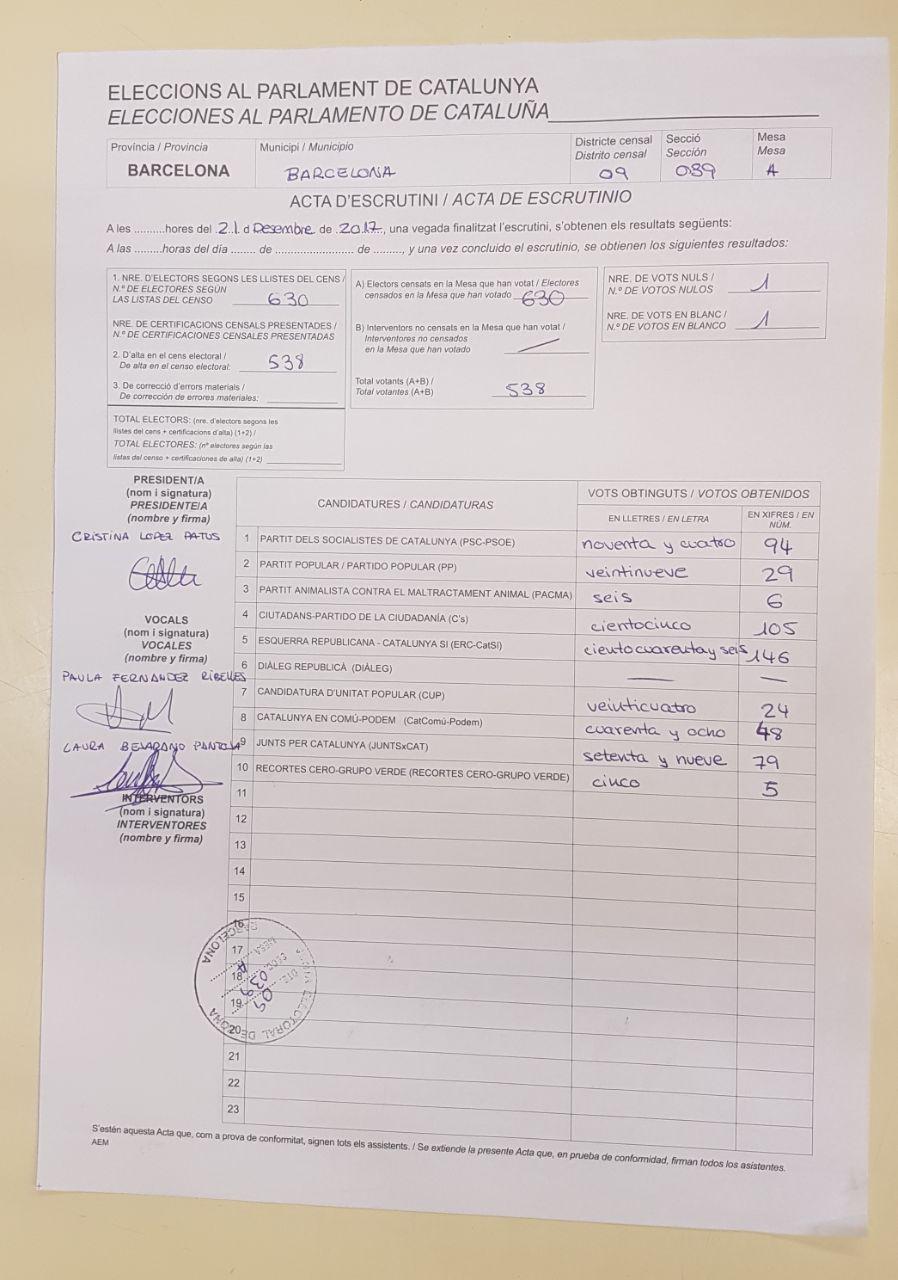 ELECCIONS AL PARLAMENT DE CATALUNYA
ELECCIONES AL PARLAMENTO DE CATALUÑA
Província / Provincia
BARCELONA
Municipi / Municipio
BARCELONA
Districte censal
Distrito censal
09
Secció
Sección
039
Mesa
Mesa
A
ACTA D'ESCRUTINI / ACTA DE ESCRUTINIO
A les ..........hores del 21 d Desembre de 2017, una vegada finalitzat l'escrutini, s'obtenen els resultats següents:
A las .........horas del día ....... de ....................... de ........., y una vez concluido el escrutinio, se obtienen los siguientes resultados:
1. NRE. D'ELECTORS SEGONS LES LLISTES DEL CENS /
N.º DE ELECTORES SEGÚN
LAS LISTAS DEL CENSO 630
NRE. DE CERTIFICACIONS CENSALS PRESENTADES /
N.º DE CERTIFICACIONES CENSALES PRESENTADAS
2. D'alta en el cens electoral /
De alta en el censo electoral: 538
3. De correcció d'errors materials /
De corrección de errores materiales:
TOTAL ELECTORS: (nre. d'electors segons les
llistes del cens + certificacions d'alta) (1+2) /
TOTAL ELECTORES: (nº electores según las
listas del censo + certificaciones de alta) (1+2)
A) Electors censats en la Mesa que han votat / Electores
censados en la Mesa que han votado 630
B) Interventors no censats en la Mesa que han votat /
Interventores no censados
en la Mesa que han votado —
Total votants (A+B) /
Total votantes (A+B) 538
NRE. DE VOTS NULS /
N.º DE VOTOS NULOS 1
NRE. DE VOTS EN BLANC /
N.º DE VOTOS EN BLANCO 1
PRESIDENT/A
(nom i signatura)
PRESIDENTE/A
(nombre y firma)
CRISTINA LOPEZ PATUS
VOCALS
(nom i signatura)
VOCALES
(nombre y firma)
PAULA FERNANDEZ RIBELLES
LAURA BEJARANO PANTOJA
INTERVENTORS
(nom i signatura)
INTERVENTORES
(nombre y firma)
CANDIDATURES / CANDIDATURAS
VOTS OBTINGUTS / VOTOS OBTENIDOS
EN LLETRES / EN LETRA
EN XIFRES / EN NÚM.
1 PARTIT DELS SOCIALISTES DE CATALUNYA (PSC-PSOE) noventa y cuatro 94
2 PARTIT POPULAR / PARTIDO POPULAR (PP) veintinueve 29
3 PARTIT ANIMALISTA CONTRA EL MALTRACTAMENT ANIMAL (PACMA) seis 6
4 CIUTADANS-PARTIDO DE LA CIUDADANÍA (C's) cientocinco 105
5 ESQUERRA REPUBLICANA - CATALUNYA SI (ERC-CatSI) cientocuarenta y seis 146
6 DIÀLEG REPUBLICÀ (DIÀLEG) — —
7 CANDIDATURA D'UNITAT POPULAR (CUP) veinticuatro 24
8 CATALUNYA EN COMÚ-PODEM (CatComú-Podem) cuarenta y ocho 48
9 JUNTS PER CATALUNYA (JUNTSxCAT) setenta y nueve 79
10 RECORTES CERO-GRUPO VERDE (RECORTES CERO-GRUPO VERDE) cinco 5
11
12
13
14
15
16
17
18
19
20
21
22
23
BARCELONA
MESA A
SECC. 039
DTE. 09
ELECTORAL DE ZONA
S'estén aquesta Acta que, com a prova de conformitat, signen tots els assistents. / Se extiende la presente Acta que, en prueba de conformidad, firman todos los asistentes.
AEM